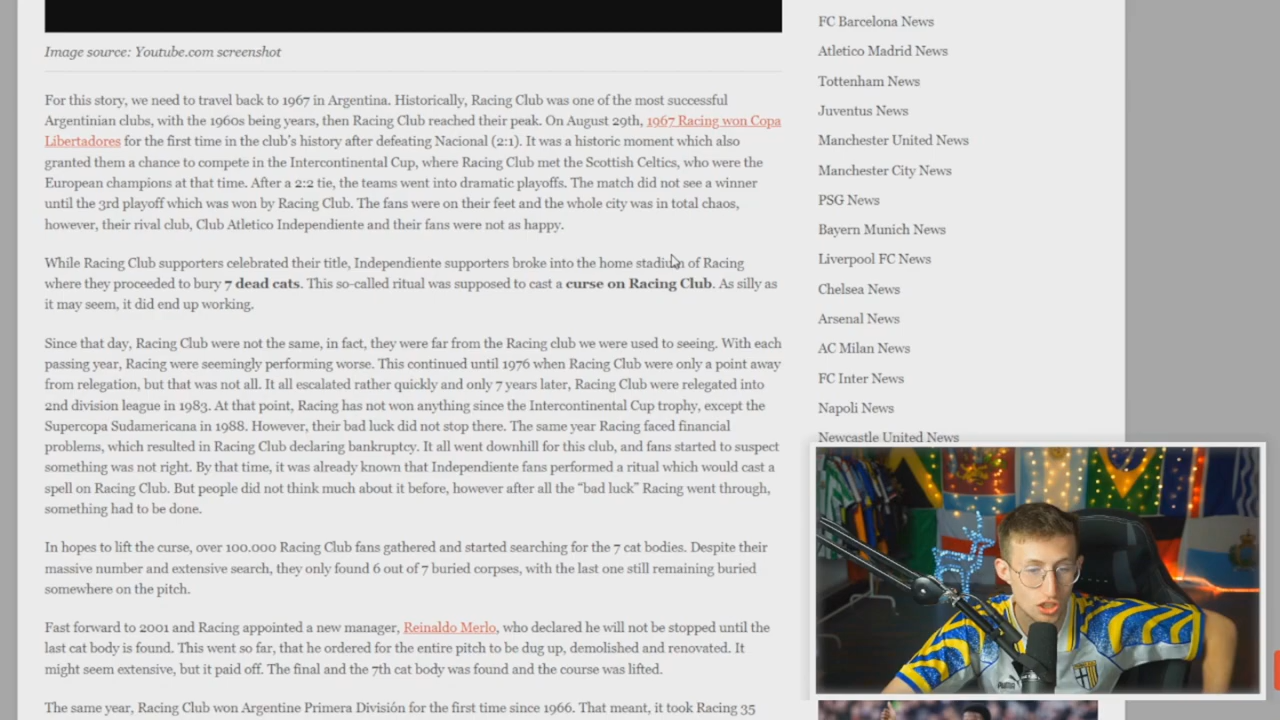 Image source: Youtube.com screenshot
For this story, we need to travel back to 1967 in Argentina. Historically, Racing Club was one of the most successful
Argentinian clubs, with the 1960s being years, then Racing Club reached their peak. On August 29th, 1967 Racing won Copa
Libertadores for the first time in the club's history after defeating Nacional (2:1). It was a historic moment which also
granted them a chance to compete in the Intercontinental Cup, where Racing Club met the Scottish Celtics, who were the
European champions at that time. After a 2:2 tie, the teams went into dramatic playoffs. The match did not see a winner
until the 3rd playoff which was won by Racing Club. The fans were on their feet and the whole city was in total chaos,
however, their rival club, Club Atletico Independiente and their fans were not as happy.
While Racing Club supporters celebrated their title, Independiente supporters broke into the home stadium of Racing
where they proceeded to bury 7 dead cats. This so-called ritual was supposed to cast a curse on Racing Club. As silly as
it may seem, it did end up working.
Since that day, Racing Club were not the same, in fact, they were far from the Racing club we were used to seeing. With each
passing year, Racing were seemingly performing worse. This continued until 1976 when Racing Club were only a point away
from relegation, but that was not all. It all escalated rather quickly and only 7 years later, Racing Club were relegated into
2nd division league in 1983. At that point, Racing has not won anything since the Intercontinental Cup trophy, except the
Supercopa Sudamericana in 1988. However, their bad luck did not stop there. The same year Racing faced financial
problems, which resulted in Racing Club declaring bankruptcy. It all went downhill for this club, and fans started to suspect
something was not right. By that time, it was already known that Independiente fans performed a ritual which would cast a
spell on Racing Club. But people did not think much about it before, however after all the “bad luck” Racing went through,
something had to be done.
In hopes to lift the curse, over 100.000 Racing Club fans gathered and started searching for the 7 cat bodies. Despite their
massive number and extensive search, they only found 6 out of 7 buried corpses, with the last one still remaining buried
somewhere on the pitch.
Fast forward to 2001 and Racing appointed a new manager, Reinaldo Merlo, who declared he will not be stopped until the
last cat body is found. This went so far, that he ordered for the entire pitch to be dug up, demolished and renovated. It
might seem extensive, but it paid off. The final and the 7th cat body was found and the course was lifted.
The same year, Racing Club won Argentine Primera División for the first time since 1966. That meant, it took Racing 35
FC Barcelona News
Atletico Madrid News
Tottenham News
Juventus News
Manchester United News
Manchester City News
PSG News
Bayern Munich News
Liverpool FC News
Chelsea News
Arsenal News
AC Milan News
FC Inter News
Napoli News
Newcastle United News